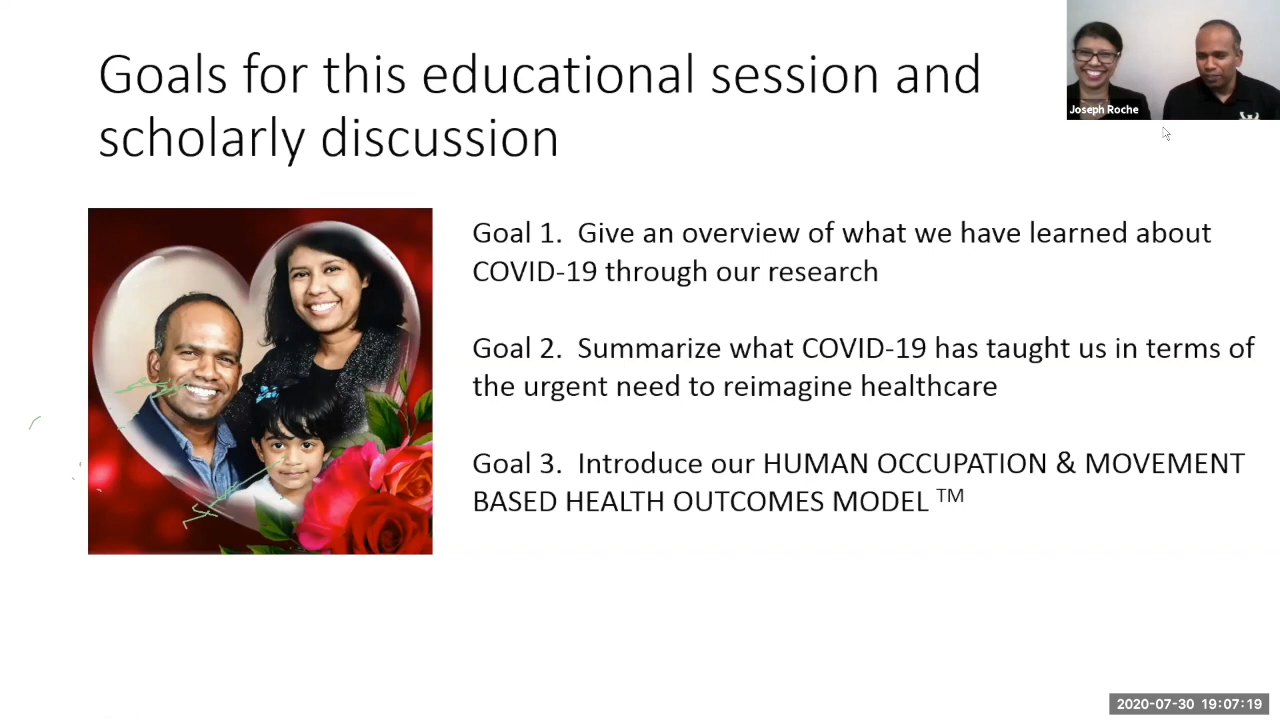 Goals for this educational session and
scholarly discussion
Joseph Roche
Goal 1.  Give an overview of what we have learned about
COVID-19 through our research
Goal 2.  Summarize what COVID-19 has taught us in terms of
the urgent need to reimagine healthcare
Goal 3.  Introduce our HUMAN OCCUPATION & MOVEMENT
BASED HEALTH OUTCOMES MODEL TM
2020-07-30 19:07:19